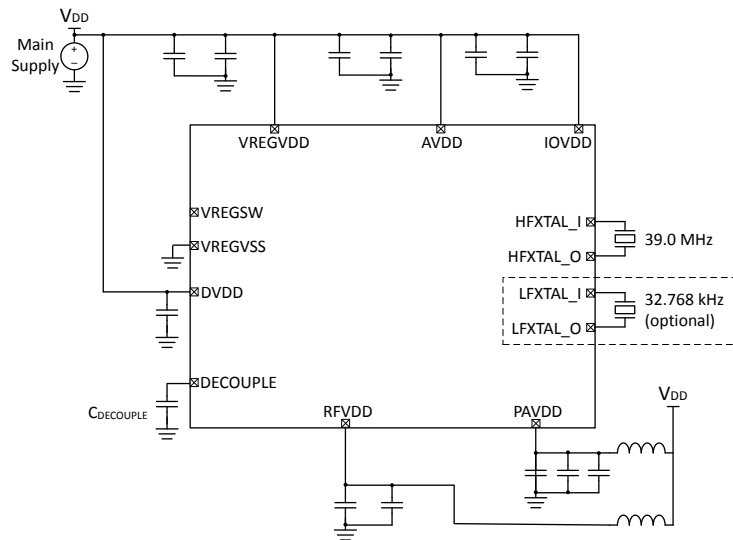 VDD
Main
Supply
+
−
VREGVDD
AVDD
IOVDD
VREGSW
HFXTAL_I
39.0 MHz
VREGVSS
HFXTAL_O
DVDD
LFXTAL_I
32.768 kHz
(optional)
LFXTAL_O
DECOUPLE
CDECOUPLE
RFVDD
PAVDD
VDD